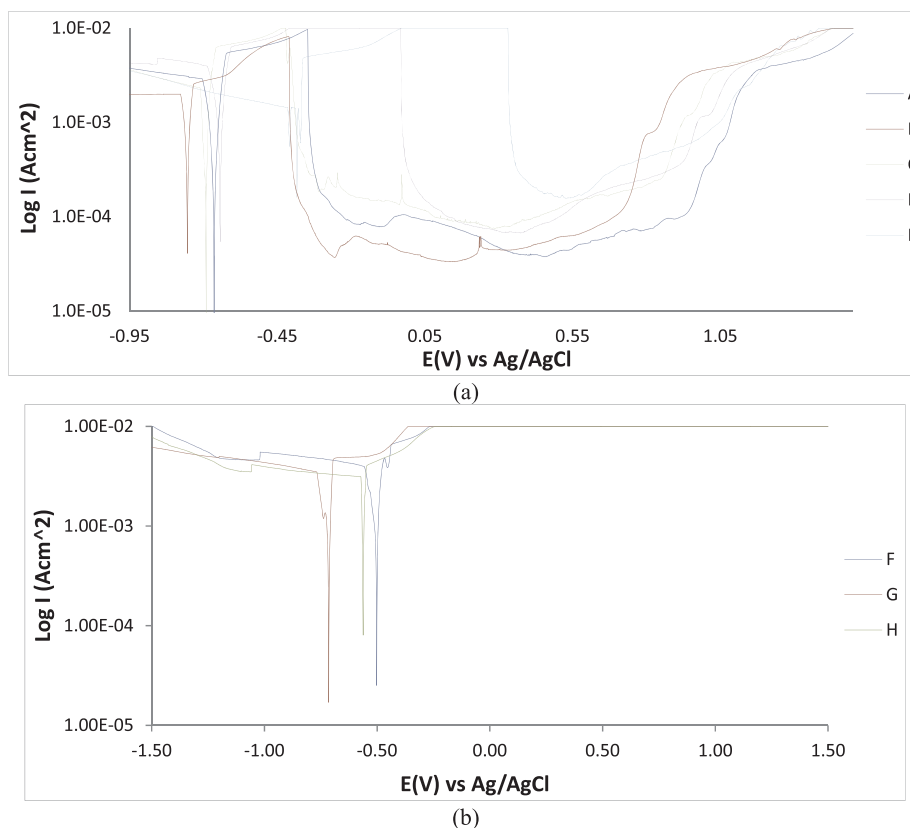 1.0E-02
1.0E-03
1.0E-04
1.0E-05
Log I (Acm^2)
-0.95 -0.45 0.05 0.55 1.05
E(V) vs Ag/AgCl
(a)
1.00E-02
1.00E-03
1.00E-04
1.00E-05
Log I (Acm^2)
F
G
H
-1.50 -1.00 -0.50 0.00 0.50 1.00 1.50
E(V) vs Ag/AgCl
(b)